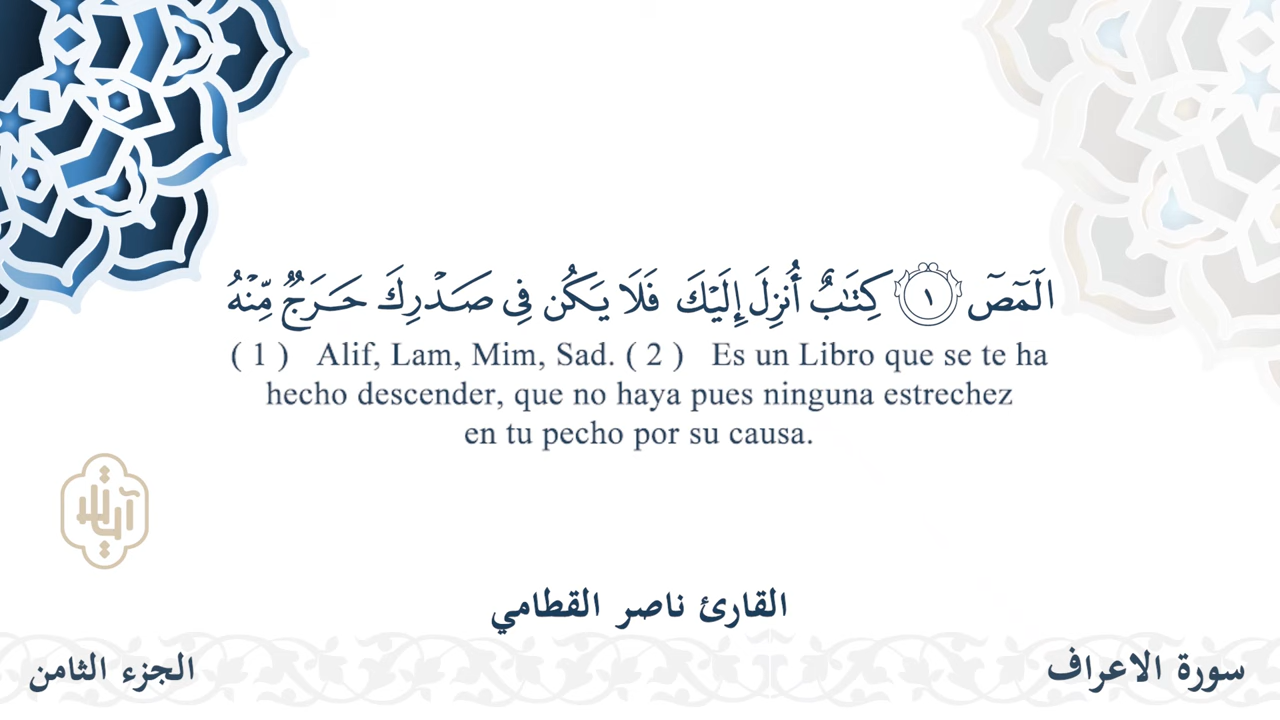 الٓمٓصٓ ١ كِتَٰبٌ أُنزِلَ إِلَيْكَ فَلَا يَكُن فِى صَدْرِكَ حَرَجٌ مِّنْهُ
( 1 ) Alif, Lam, Mim, Sad. ( 2 ) Es un Libro que se te ha
hecho descender, que no haya pues ninguna estrechez
en tu pecho por su causa.
القارئ ناصر القطامي
سورة الاعراف
الجزء الثامن